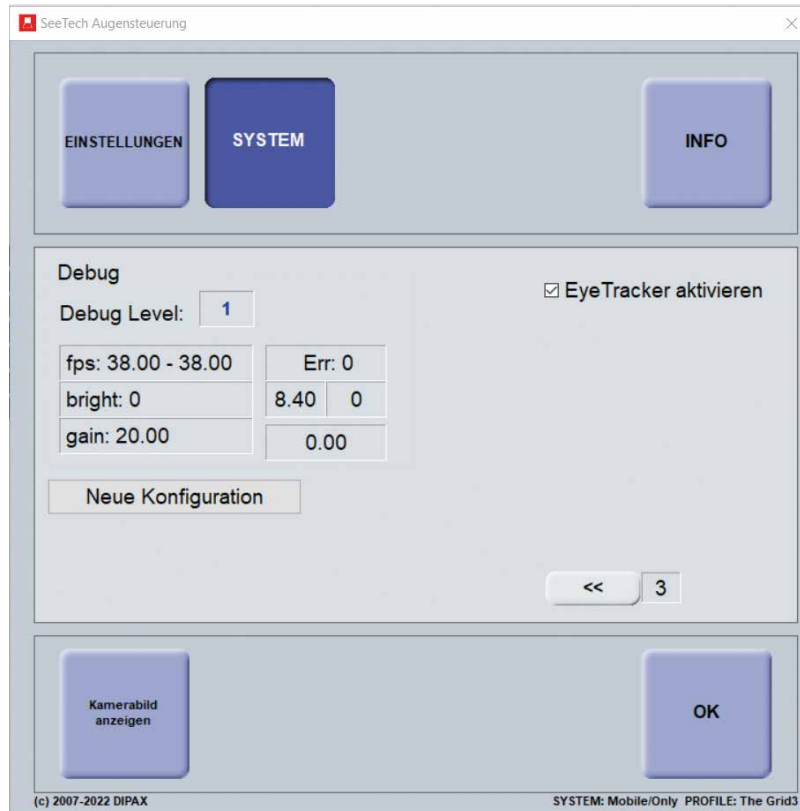 SeeTech Augensteuerung
EINSTELLUNGEN
SYSTEM
INFO
Debug
Debug Level: 1
EyeTracker aktivieren
fps: 38.00 - 38.00
Err: 0
bright: 0
8.40
0
gain: 20.00
0.00
Neue Konfiguration
<<
3
Kamerabild
anzeigen
OK
(c) 2007-2022 DIPAX
SYSTEM: Mobile/Only PROFILE: The Grid3